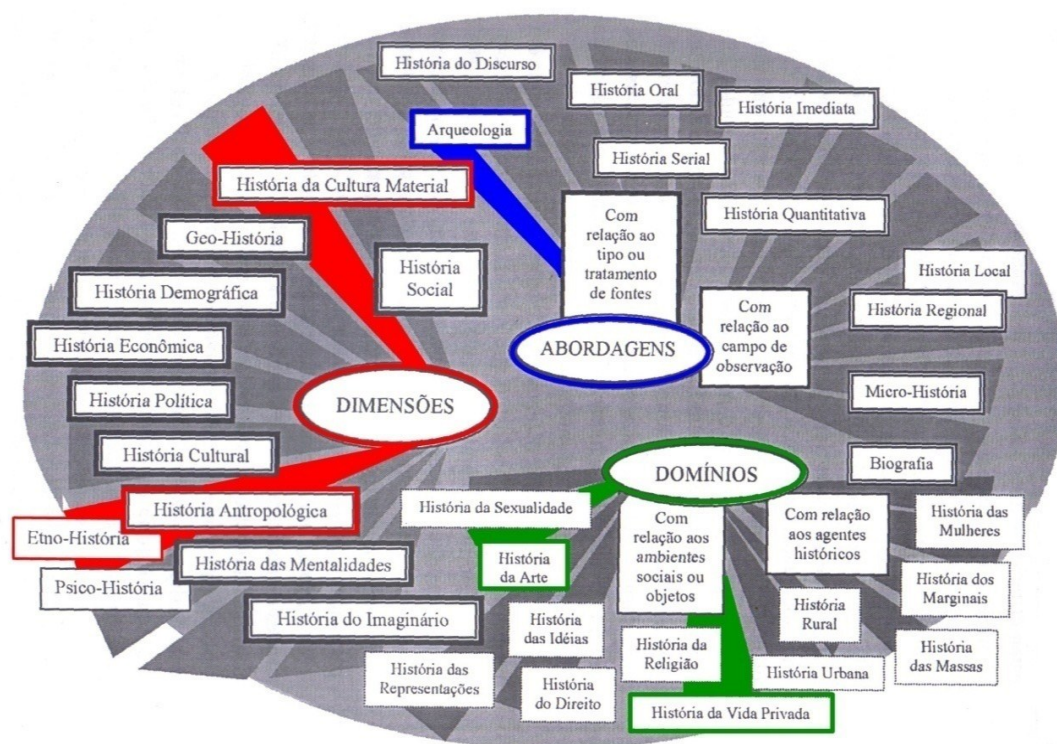 História do Discurso
História Oral
História Imediata
Arqueologia
História Serial
História da Cultura Material
História Quantitativa
Com
relação ao
tipo ou
tratamento
de fontes
Geo-História
História
Social
História Local
História Demográfica
História Regional
Com
relação ao
campo de
observação
História Econômica
ABORDAGENS
DIMENSÕES
História Política
Micro-História
História Cultural
DOMÍNIOS
Biografia
História Antropológica
História da Sexualidade
Com
relação aos
ambientes
sociais ou
objetos
Com relação
aos agentes
históricos
História das
Mulheres
Etno-História
História das Mentalidades
História
da Arte
Psico-História
História dos
Marginais
História do Imaginário
História
das Idéias
História
Rural
História da
Religião
História
das Massas
História das
Representações
História
do Direito
História Urbana
História da Vida Privada